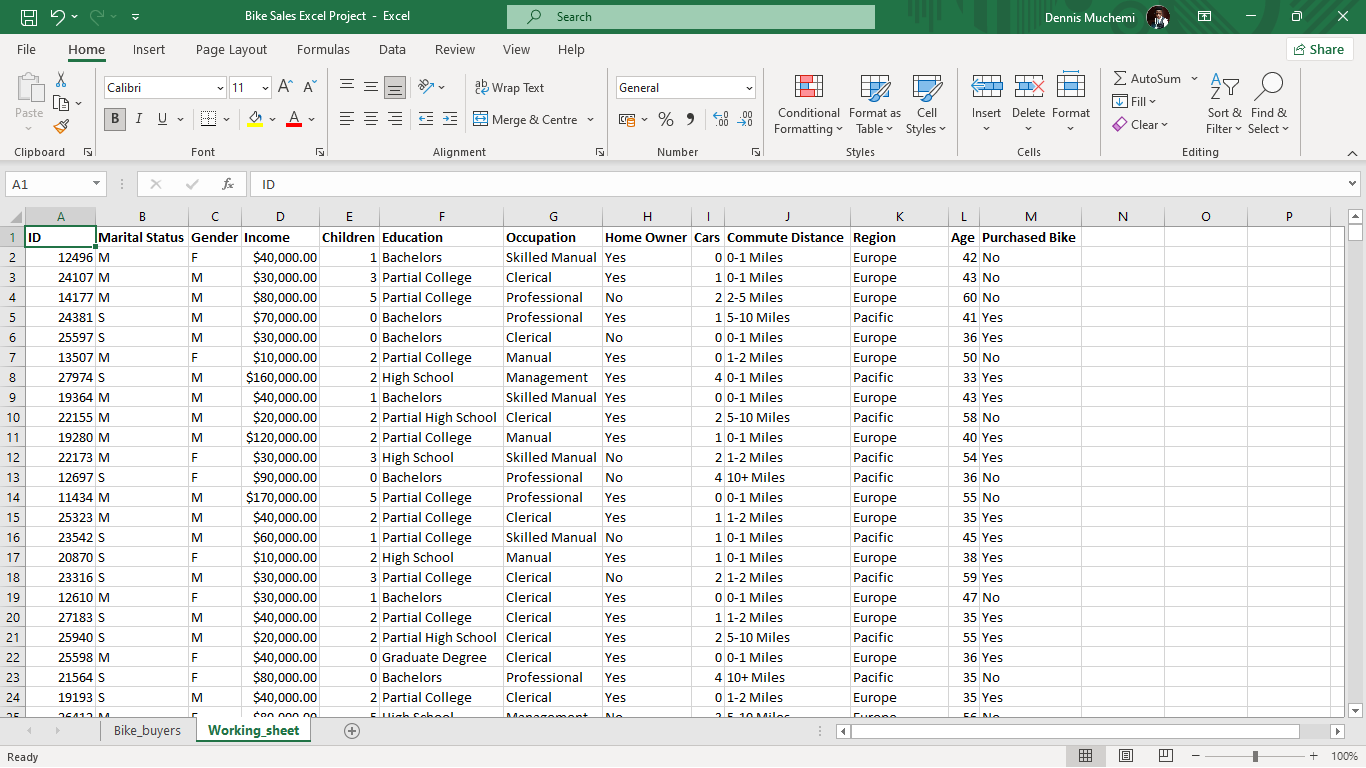 Bike Sales Excel Project - Excel
Search
Dennis Muchemi
File Home Insert Page Layout Formulas Data Review View Help Share
Paste
Calibri 11
B I U
A A
A
ab Wrap Text
Merge & Centre
General
% 9
Conditional Formatting
Format as Table
Cell Styles
Insert Delete Format
AutoSum
Fill
Clear
Sort & Filter
Find & Select
Clipboard Font Alignment Number Styles Cells Editing
A1 fx ID
A B C D E F G H I J K L M N O P
1 ID Marital Status Gender Income Children Education Occupation Home Owner Cars Commute Distance Region Age Purchased Bike
2 12496 M F $40,000.00 1 Bachelors Skilled Manual Yes 0 0-1 Miles Europe 42 No
3 24107 M M $30,000.00 3 Partial College Clerical Yes 1 0-1 Miles Europe 43 No
4 14177 M M $80,000.00 5 Partial College Professional No 2 2-5 Miles Europe 60 No
5 24381 S M $70,000.00 0 Bachelors Professional Yes 1 5-10 Miles Pacific 41 Yes
6 25597 S M $30,000.00 0 Bachelors Clerical No 0 0-1 Miles Europe 36 Yes
7 13507 M F $10,000.00 2 Partial College Manual Yes 0 1-2 Miles Europe 50 No
8 27974 S M $160,000.00 2 High School Management Yes 4 0-1 Miles Pacific 33 Yes
9 19364 M M $40,000.00 1 Bachelors Skilled Manual Yes 0 0-1 Miles Europe 43 Yes
10 22155 M M $20,000.00 2 Partial High School Clerical Yes 2 5-10 Miles Pacific 58 No
11 19280 M M $120,000.00 2 Partial College Manual Yes 1 0-1 Miles Europe 40 Yes
12 22173 M F $30,000.00 3 High School Skilled Manual No 2 1-2 Miles Pacific 54 Yes
13 12697 S F $90,000.00 0 Bachelors Professional No 4 10+ Miles Pacific 36 No
14 11434 M M $170,000.00 5 Partial College Professional Yes 0 0-1 Miles Europe 55 No
15 25323 M M $40,000.00 2 Partial College Clerical Yes 1 1-2 Miles Europe 35 Yes
16 23542 S M $60,000.00 1 Partial College Skilled Manual No 1 0-1 Miles Pacific 45 Yes
17 20870 S F $10,000.00 2 High School Manual Yes 1 0-1 Miles Europe 38 Yes
18 23316 S M $30,000.00 3 Partial College Clerical No 2 1-2 Miles Pacific 59 Yes
19 12610 M F $30,000.00 1 Bachelors Clerical Yes 0 0-1 Miles Europe 47 No
20 27183 S M $40,000.00 2 Partial College Clerical Yes 1 1-2 Miles Europe 35 Yes
21 25940 S M $20,000.00 2 Partial High School Clerical Yes 2 5-10 Miles Pacific 55 Yes
22 25598 M F $40,000.00 0 Graduate Degree Clerical Yes 0 0-1 Miles Europe 36 Yes
23 21564 S F $80,000.00 0 Bachelors Professional Yes 4 10+ Miles Pacific 35 No
24 19193 S M $40,000.00 2 Partial College Clerical Yes 0 1-2 Miles Europe 35 Yes
Bike_buyers Working_sheet
Ready 100%